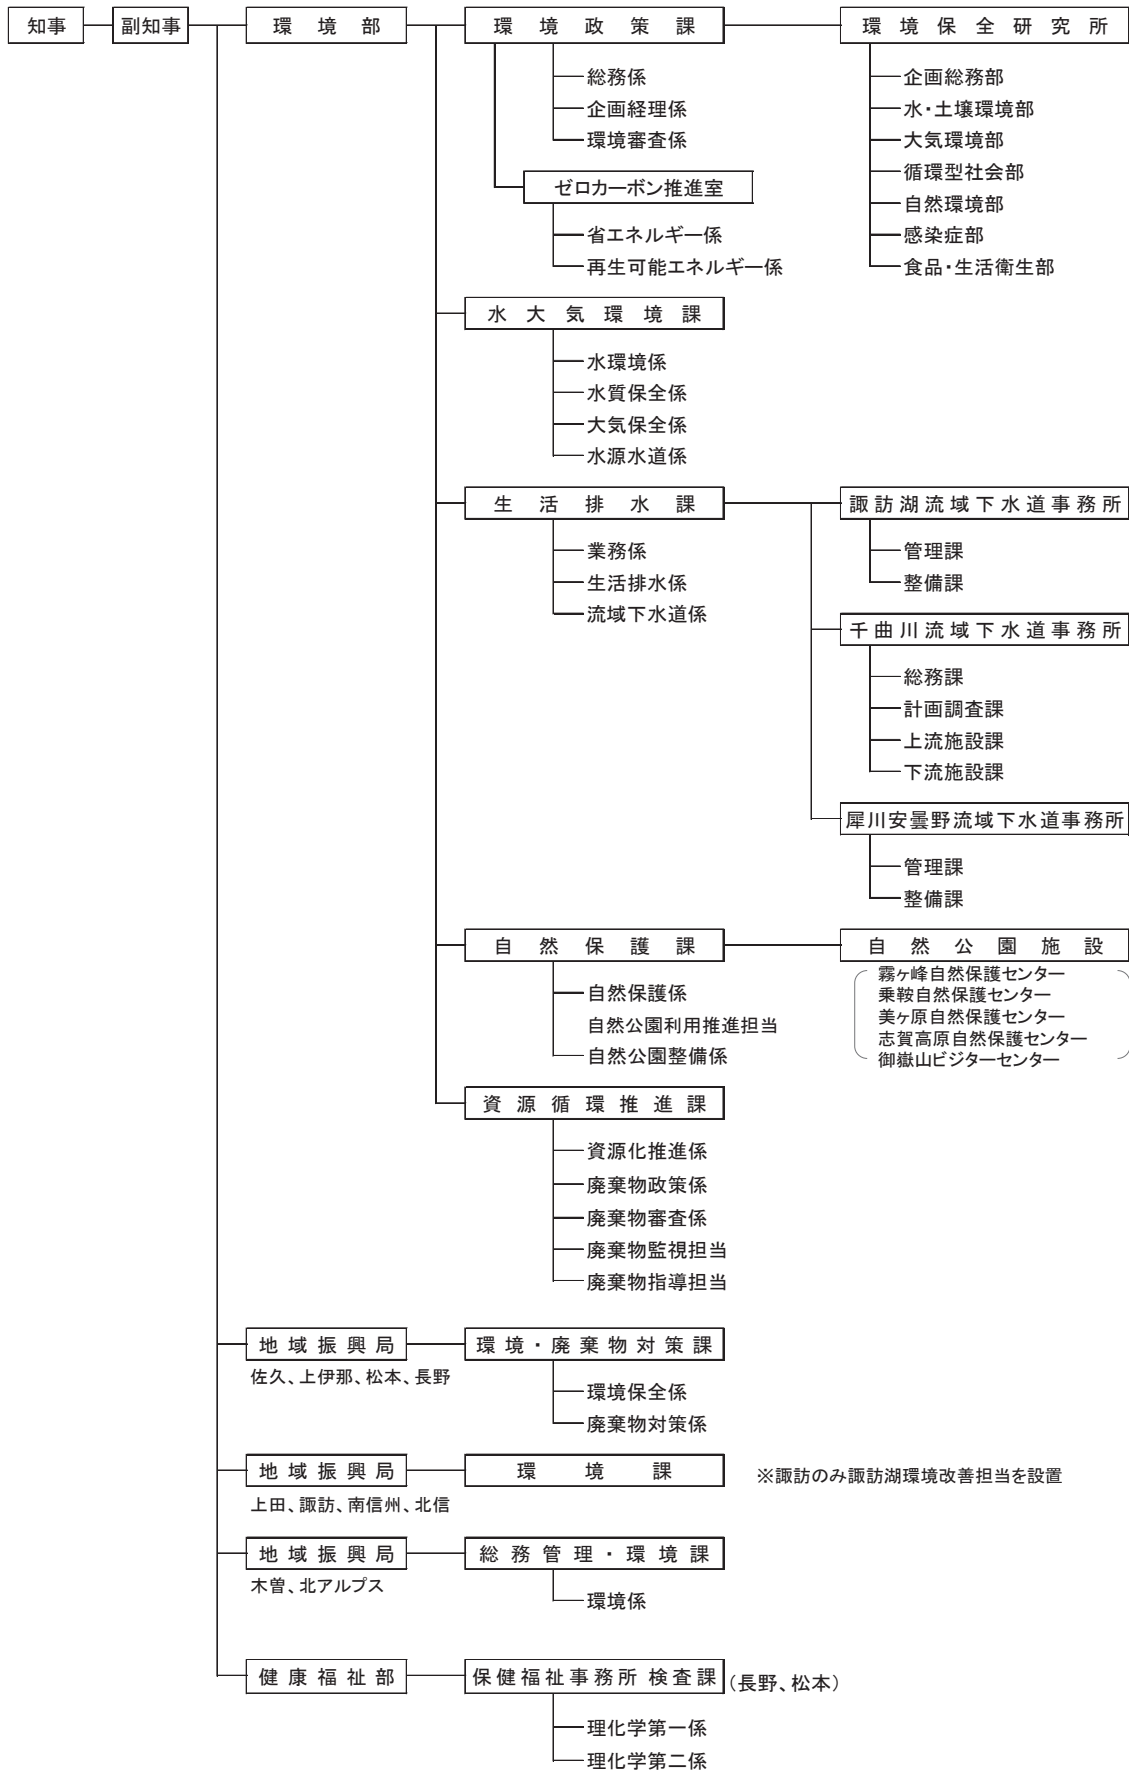 知事 副知事 環境部 環境政策課 環境保全研究所
総務係 企画総務部
企画経理係 水・土壌環境部
環境審査係 大気環境部
循環型社会部
ゼロカーボン推進室
自然環境部
省エネルギー係 感染症部
再生可能エネルギー係 食品・生活衛生部
水大気環境課
水環境係
水質保全係
大気保全係
水源水道係
生活排水課 諏訪湖流域下水道事務所
業務係 管理課
生活排水係 整備課
流域下水道係
千曲川流域下水道事務所
総務課
計画調査課
上流施設課
下流施設課
犀川安曇野流域下水道事務所
管理課
整備課
自然保護課 自然公園施設
霧ヶ峰自然保護センター
自然保護係 乗鞍自然保護センター
美ヶ原自然保護センター
自然公園利用推進担当
志賀高原自然保護センター
自然公園整備係 御嶽山ビジターセンター
資源循環推進課
資源化推進係
廃棄物政策係
廃棄物審査係
廃棄物監視担当
廃棄物指導担当
地域振興局 環境・廃棄物対策課
佐久、上伊那、松本、長野
環境保全係
廃棄物対策係
地域振興局 環境課 ※諏訪のみ諏訪湖環境改善担当を設置
上田、諏訪、南信州、北信
地域振興局 総務管理・環境課
木曽、北アルプス
環境係
健康福祉部 保健福祉事務所 検査課 (長野、松本)
理化学第一係
理化学第二係